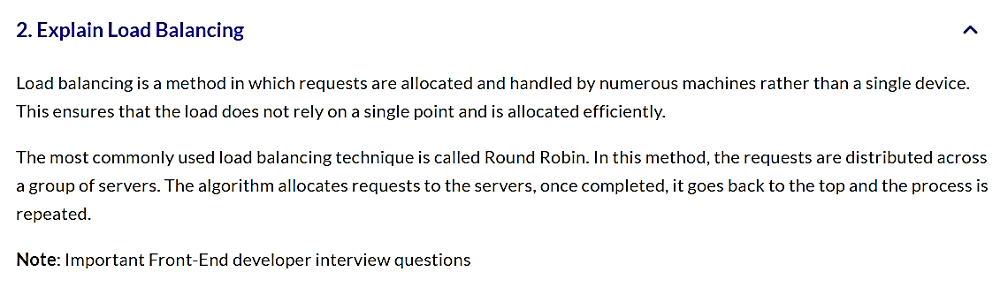 2. Explain Load Balancing
Load balancing is a method in which requests are allocated and handled by numerous machines rather than a single device.
This ensures that the load does not rely on a single point and is allocated efficiently.
The most commonly used load balancing technique is called Round Robin. In this method, the requests are distributed across
a group of servers. The algorithm allocates requests to the servers, once completed, it goes back to the top and the process is
repeated.
Note: Important Front-End developer interview questions